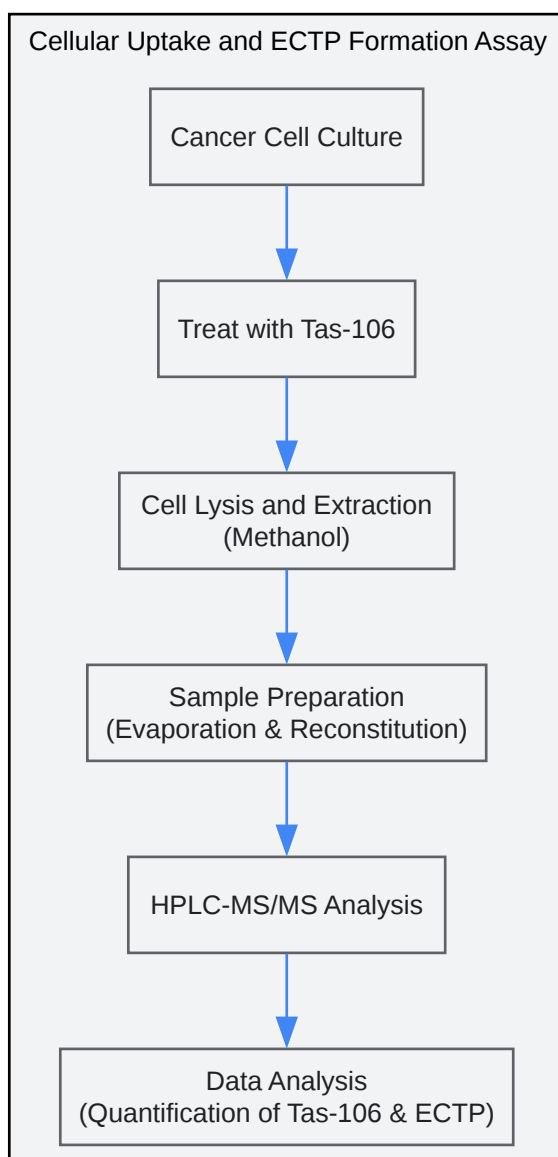 Cellular Uptake and ECTP Formation Assay
Cancer Cell Culture
Treat with Tas-106
Cell Lysis and Extraction
(Methanol)
Sample Preparation
(Evaporation & Reconstitution)
HPLC-MS/MS Analysis
Data Analysis
(Quantification of Tas-106 & ECTP)